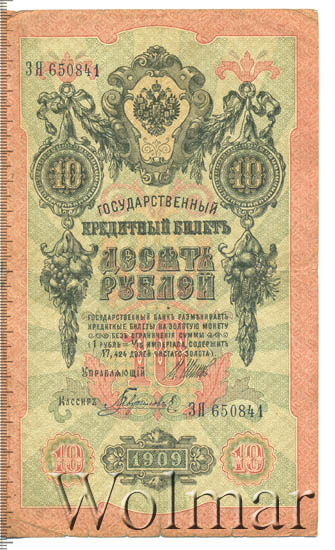 ЗЯ 650841
10 10
ГОСУДАРСТВЕННЫЙ
КРЕДИТНЫЙ БИЛЕТЪ
ДЕСЯТЬ
РУБЛЕЙ
ГОСУДАРСТВЕННЫЙ БАНКЪ РАЗМѢНИВАЕТЪ
КРЕДИТНЫЕ БИЛЕТЫ НА ЗОЛОТУЮ МОНЕТУ
БЕЗЪ ОГРАНИЧЕНІЯ СУММЫ
(1 РУБЛЬ = 1/15 ИМПЕРІАЛА, СОДЕРЖИТЪ
17,424 ДОЛЕЙ ЧИСТАГО ЗОЛОТА).
10
УПРАВЛЯЮЩІЙ
КАССИРЪ
ЗЯ 650841
10 1909 10
Wolmar